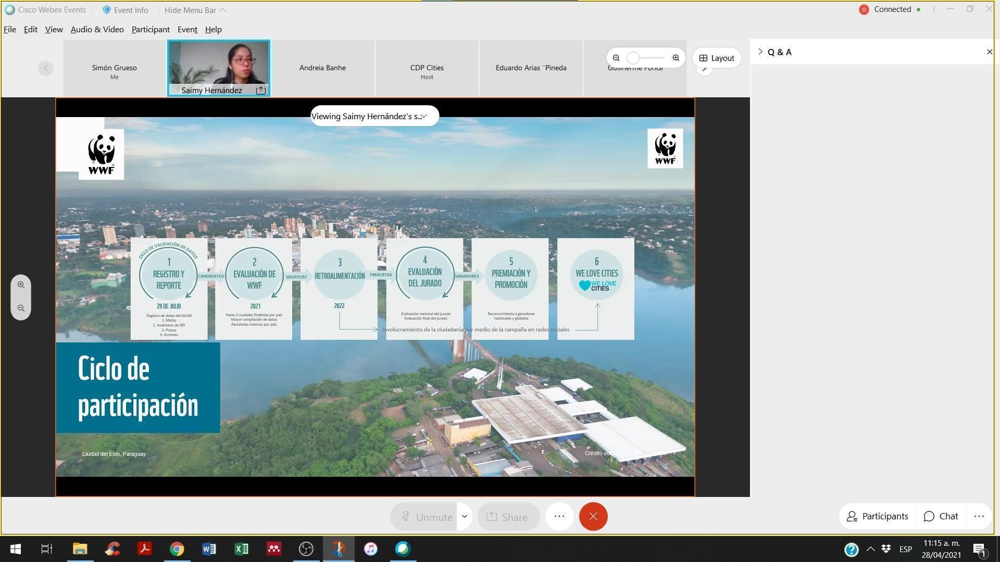 Cisco Webex Events
Event Info
Hide Menu Bar
Connected
File Edit View Audio & Video Participant Event Help
Simón Grueso
Me
Saimy Hernández
Andreia Banhe
CDP Cities
Host
Eduardo Arias ¨Pineda
Guilherme Ponce
Layout
Q & A
Viewing Saimy Hernández's s...
WWF
WWF
CICLO DE VALIDACIÓN DE DATOS
1
REGISTRO Y
REPORTE
29 DE JULIO
Registro de datos del GCoM
1. Metas
2. Inventario de GEI
3. Planes
4. Acciones
CANDIDATOS
2
EVALUACIÓN DE
WWF
2021
Hasta 3 ciudades finalistas por país
Mayor compilación de datos
Revisiones internas por país
SHORTLIST
3
RETROALIMENTACIÓN
2022
FINALISTAS
4
EVALUACIÓN
DEL JURADO
Evaluación nacional del jurado
Evaluación final del jurado
GANADORES
5
PREMIACIÓN Y
PROMOCIÓN
Reconocimiento a ganadores
nacionales y globales
6
WE LOVE CITIES
WE LOVE
CITIES
Involucramiento de la ciudadanía por medio de la campaña en redes sociales
Ciclo de
participación
Ciudad del Este, Paraguay
Crédito
Unmute
Share
Participants
Chat
ESP
11:15 a. m.
28/04/2021
1